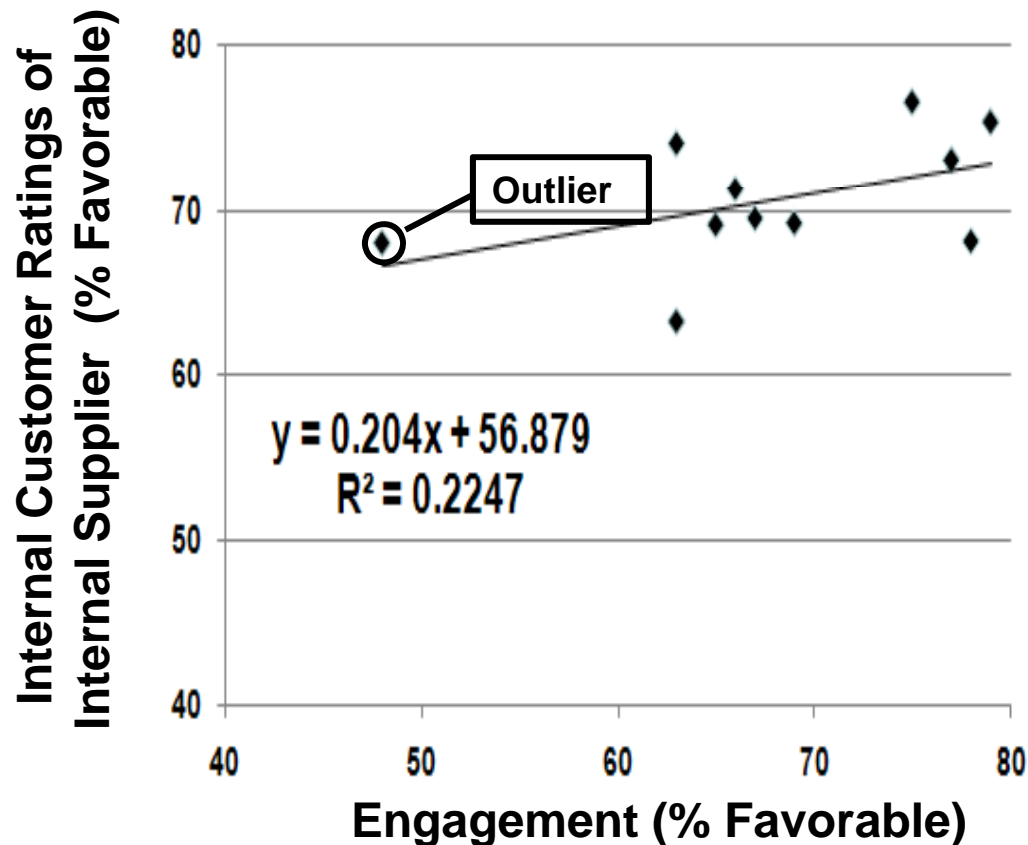 Internal Customer Ratings of
Internal Supplier (% Favorable)
80
70
60
50
40
Outlier
y = 0.204x + 56.879
R² = 0.2247
40 50 60 70 80
Engagement (% Favorable)